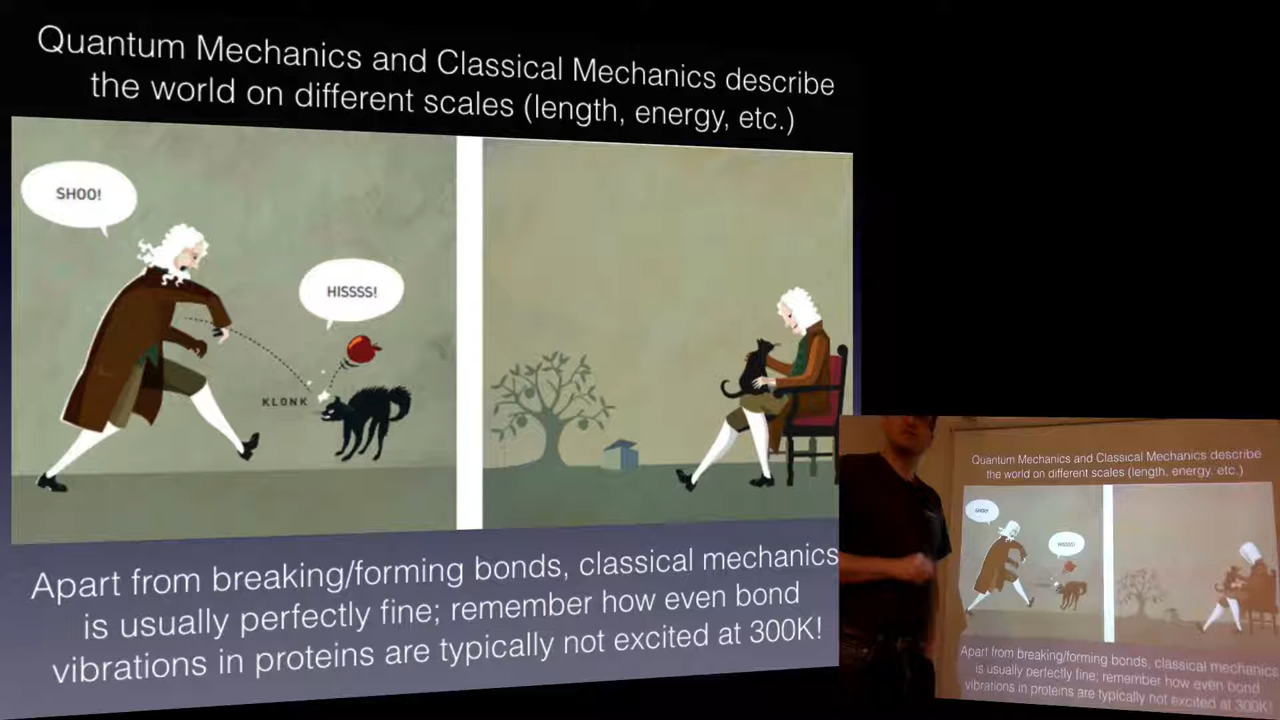 Quantum Mechanics and Classical Mechanics describe
the world on different scales (length, energy, etc.)
SHOO!
HISSSS!
KLONK
Apart from breaking/forming bonds, classical mechanics
is usually perfectly fine; remember how even bond
vibrations in proteins are typically not excited at 300K!
Quantum Mechanics and Classical Mechanics describe
the world on different scales (length, energy, etc.)
SHOO!
HISSSS!
Apart from breaking/forming bonds, classical mechanics
is usually perfectly fine; remember how even bond
vibrations in proteins are typically not excited at 300K!